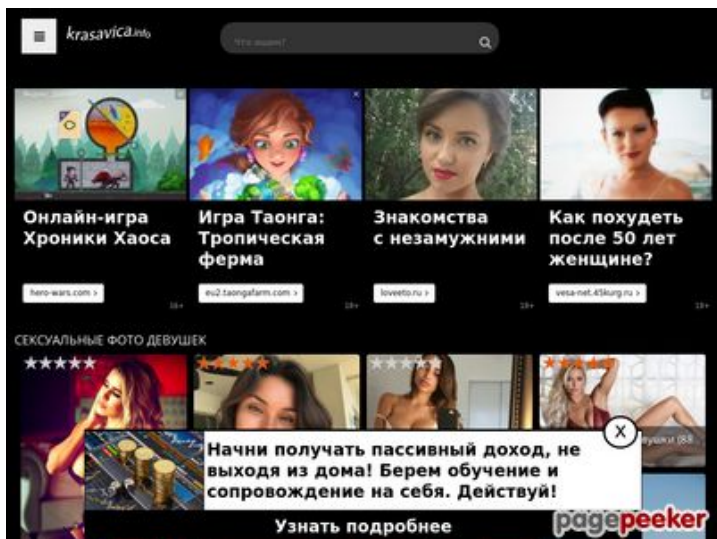 krasavica.info
Что ищем?
Онлайн-игра
Хроники Хаоса
hero-wars.com >
16+
Игра Таонга:
Тропическая
ферма
eu2.taongafarm.com >
18+
Знакомства
с незамужними
loveeto.ru >
18+
Как похудеть
после 50 лет
женщине?
vesa-net.45kurg.ru >
18+
СЕКСУАЛЬНЫЕ ФОТО ДЕВУШЕК
X
Начни получать пассивный доход, не
выходя из дома! Берем обучение и
сопровождение на себя. Действуй!
Узнать подробнее
pagepeeker